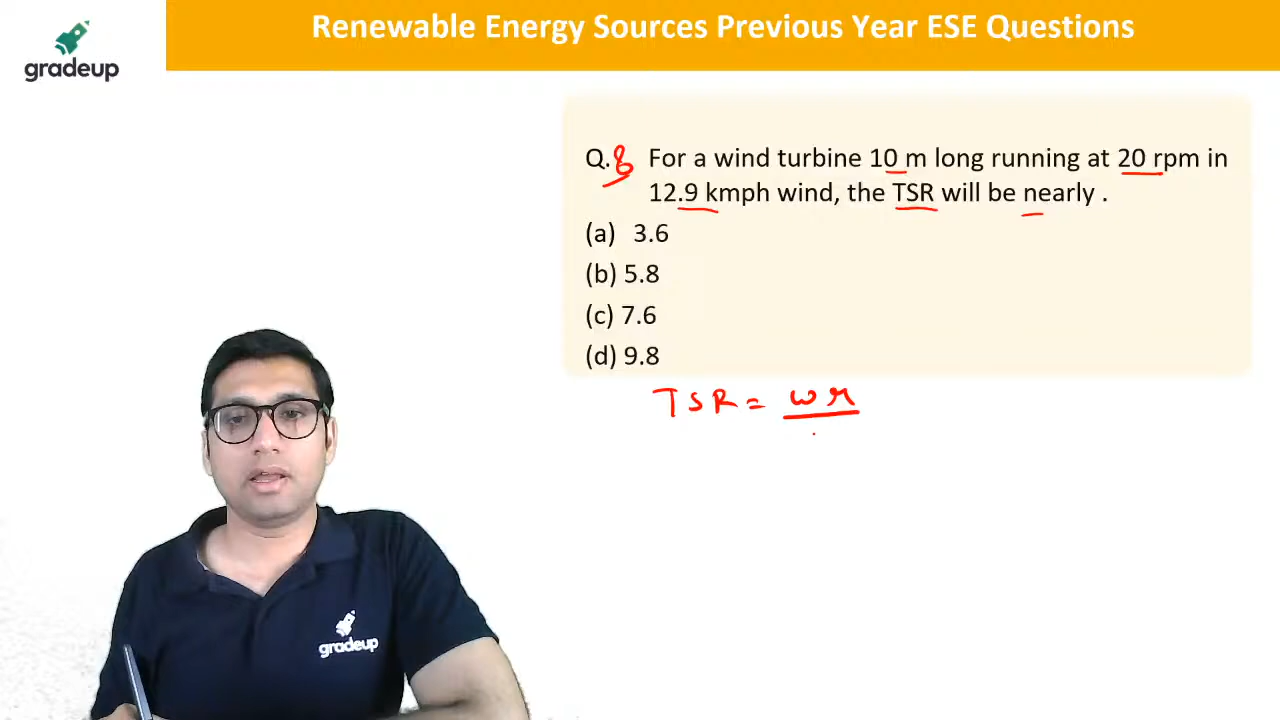 Renewable Energy Sources Previous Year ESE Questions
gradeup
Q.8 For a wind turbine 10 m long running at 20 rpm in
12.9 kmph wind, the TSR will be nearly .
(a) 3.6
(b) 5.8
(c) 7.6
(d) 9.8
TSR = ωr
gradeup